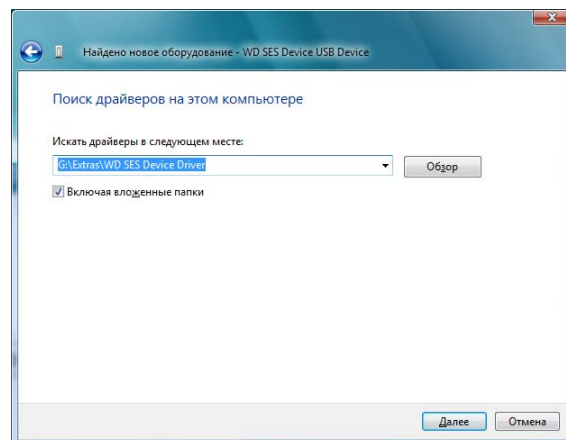 Найдено новое оборудование - WD SES Device USB Device
Поиск драйверов на этом компьютере
Искать драйверы в следующем месте:
G:\Extras\WD SES Device Driver
Обзор
Включая вложенные папки
Далее
Отмена